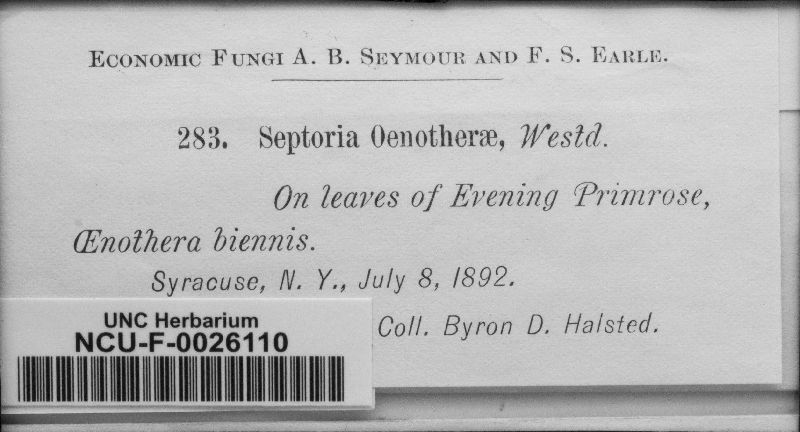 Economic Fungi A. B. Seymour and F. S. Earle.
283. Septoria Oenotheræ, Westd.
On leaves of Evening Primrose,
Œnothera biennis.
Syracuse, N. Y., July 8, 1892.
Coll. Byron D. Halsted.
UNC Herbarium
NCU-F-0026110